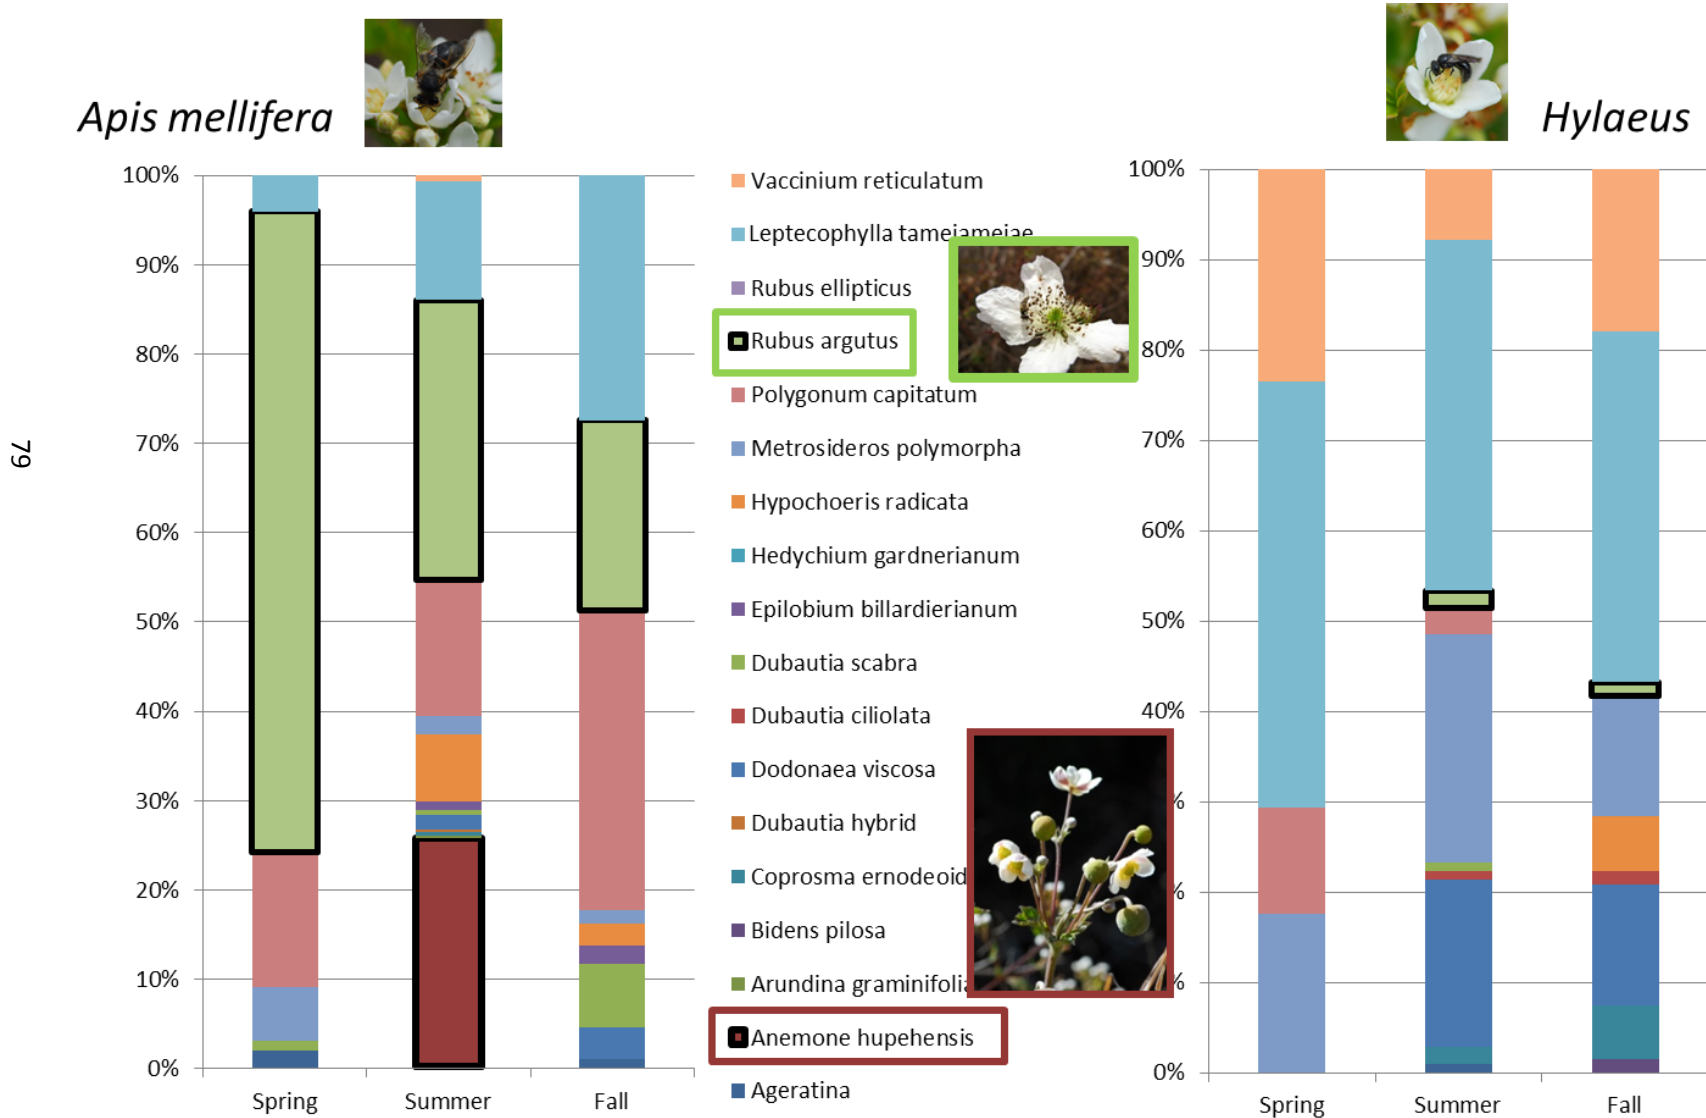 Apis mellifera
Hylaeus
79
100%
90%
80%
70%
60%
50%
40%
30%
20%
10%
0%
Spring
Summer
Fall
Vaccinium reticulatum
Leptecophylla tameiameiae
Rubus ellipticus
Rubus argutus
Polygonum capitatum
Metrosideros polymorpha
Hypochoeris radicata
Hedychium gardnerianum
Epilobium billardierianum
Dubautia scabra
Dubautia ciliolata
Dodonaea viscosa
Dubautia hybrid
Coprosma ernodeoid
Bidens pilosa
Arundina graminifolia
Anemone hupehensis
Ageratina
100%
90%
80%
70%
60%
50%
40%
%
%
%
0%
Spring
Summer
Fall